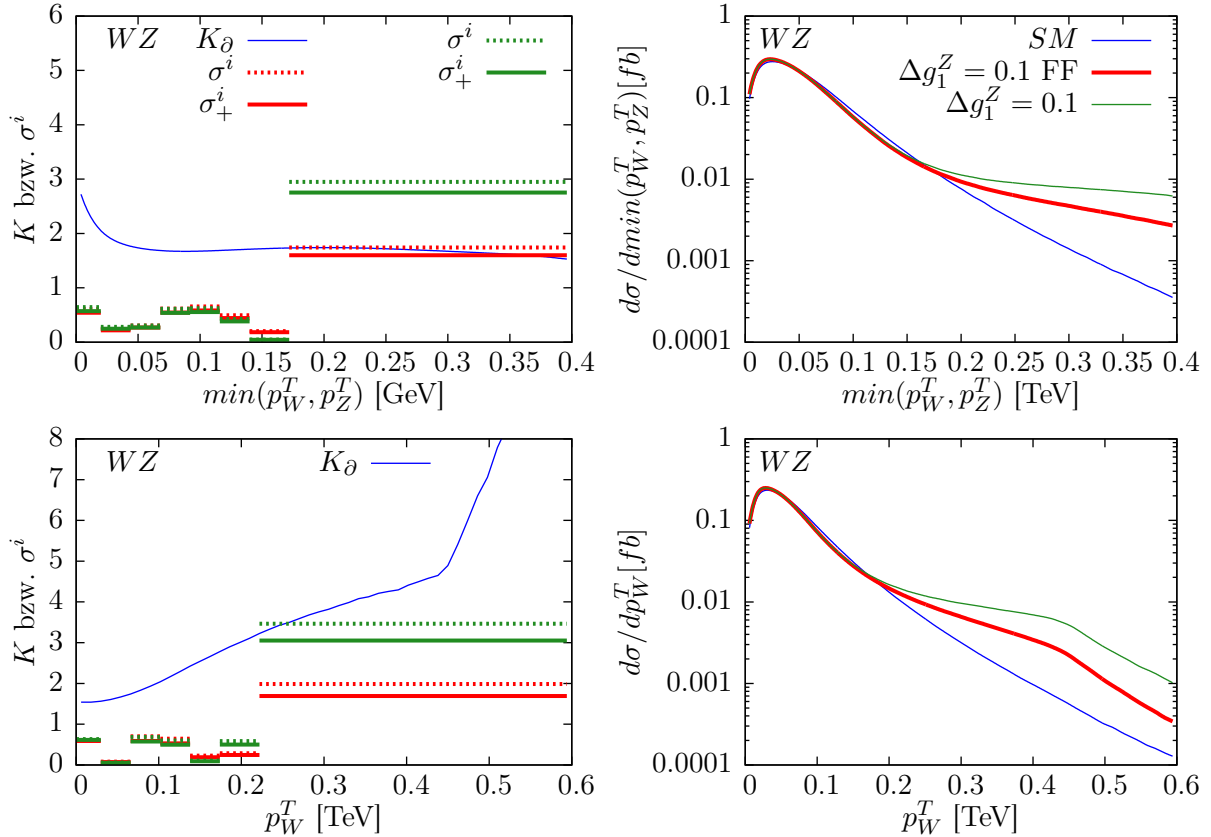 WZ
K_∂
σ^i
σ^i_+
σ^i
σ^i_+
K bzw. σ^i
6
5
4
3
2
1
0
0 0.05 0.1 0.15 0.2 0.25 0.3 0.35 0.4
min(p^T_W, p^T_Z) [GeV]
WZ
SM
Δg^Z_1 = 0.1 FF
Δg^Z_1 = 0.1
dσ/dmin(p^T_W, p^T_Z)[fb]
1
0.1
0.01
0.001
0.0001
0 0.05 0.1 0.15 0.2 0.25 0.3 0.35 0.4
min(p^T_W, p^T_Z) [TeV]
WZ
K_∂
K bzw. σ^i
8
7
6
5
4
3
2
1
0
0 0.1 0.2 0.3 0.4 0.5 0.6
p^T_W [TeV]
WZ
dσ/dp^T_W[fb]
1
0.1
0.01
0.001
0.0001
0 0.1 0.2 0.3 0.4 0.5 0.6
p^T_W [TeV]